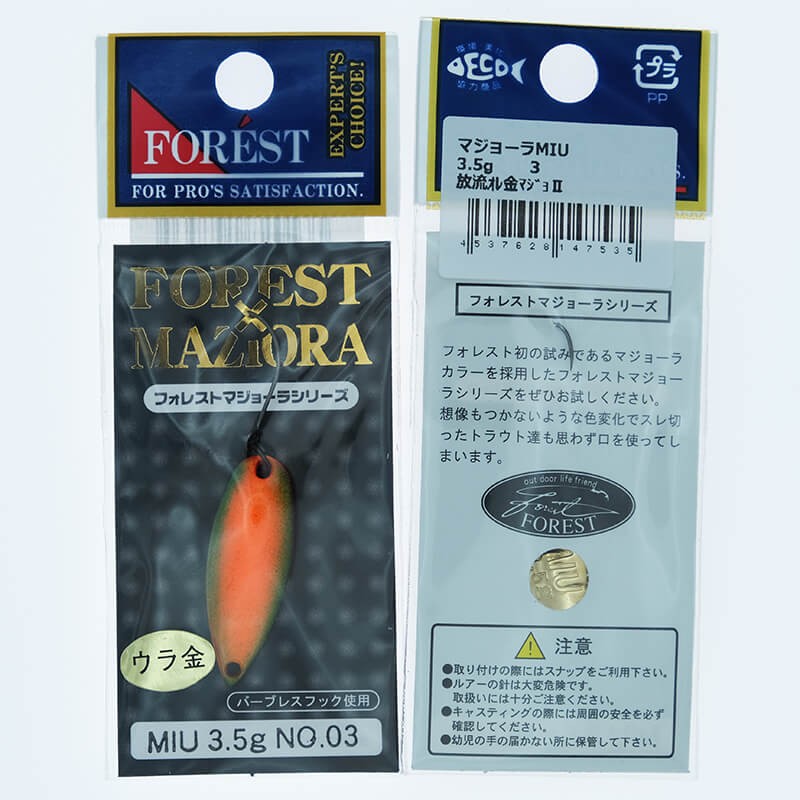 FORÉST
EXPERT'S
CHOICE!
FOR PRO'S SATISFACTION.
FOREST
×
MAZIORA
フォレストマジョーラシリーズ
ウラ金
バーブレスフック使用
MIU 3.5g NO.03
環境・美化
DECO
協力商品
プラ
PP
マジョーラMIU
3.5g 3
放流オレ金マジョⅡ
4537628147535
フォレストマジョーラシリーズ
フォレスト初の試みであるマジョーラ
カラーを採用したフォレストマジョー
ラシリーズをぜひお試しください。
想像もつかないような色変化でスレ切
ったトラウト達も思わず口を使ってし
まいます。
out door life friend
Forest
FOREST
MIU
注意
●取り付けの際にはスナップをご利用下さい。
●ルアーの針は大変危険です。
取扱いには十分ご注意ください。
●キャスティングの際には周囲の安全を必ず
確認してください。
●幼児の手の届かない所に保管して下さい。